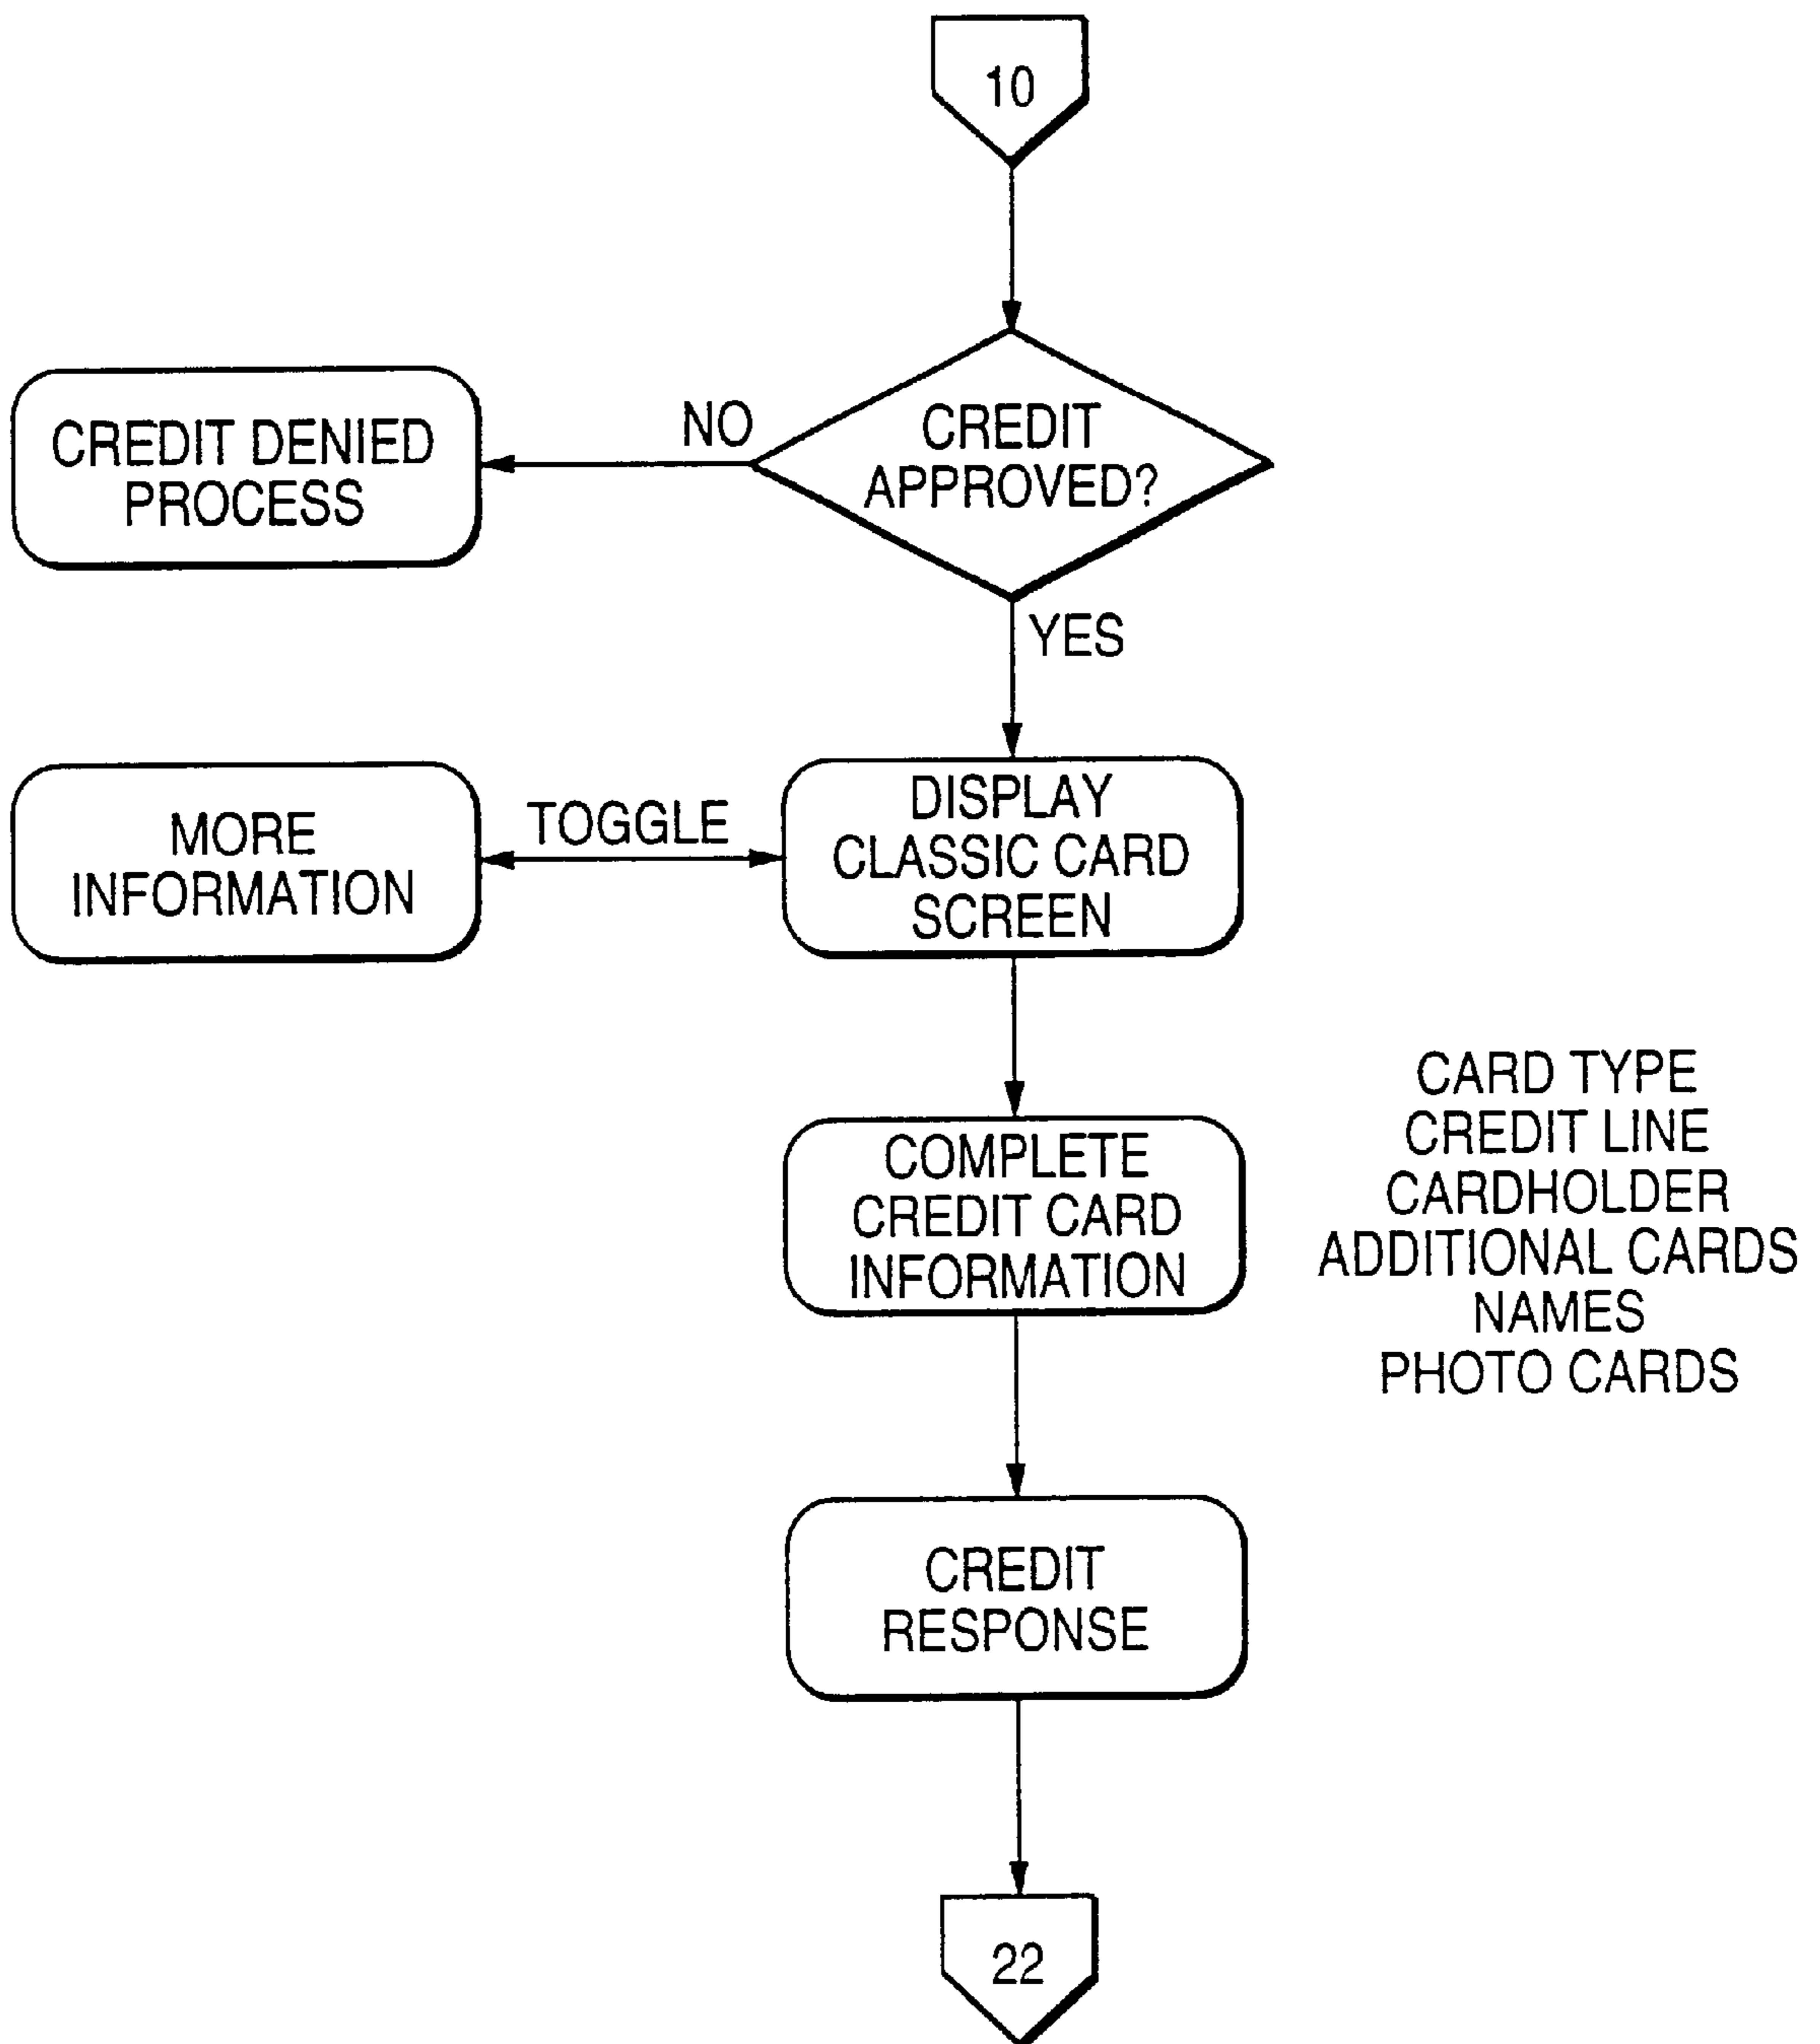 10
CREDIT
APPROVED?
NO
CREDIT DENIED
PROCESS
YES
DISPLAY
CLASSIC CARD
SCREEN
TOGGLE
MORE
INFORMATION
COMPLETE
CREDIT CARD
INFORMATION
CARD TYPE
CREDIT LINE
CARDHOLDER
ADDITIONAL CARDS
NAMES
PHOTO CARDS
CREDIT
RESPONSE
22